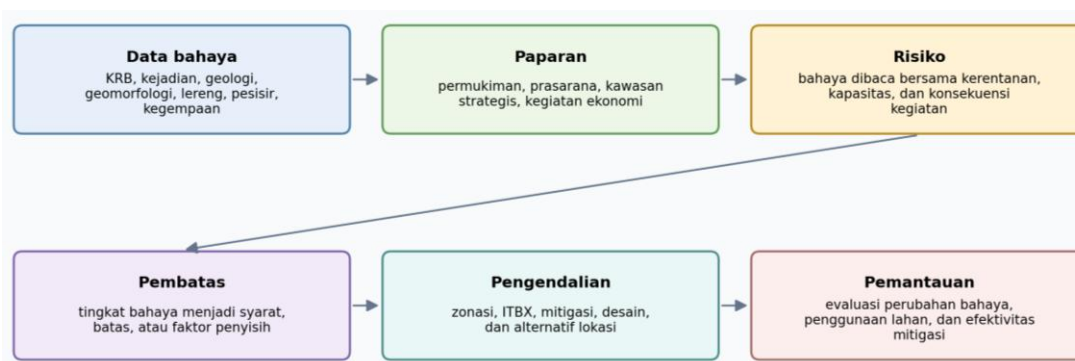 Data bahaya
KRB, kejadian, geologi,
geomorfologi, lereng, pesisir,
kegempaan
Paparan
permukiman, prasarana, kawasan
strategis, kegiatan ekonomi
Risiko
bahaya dibaca bersama kerentanan,
kapasitas, dan konsekuensi
kegiatan
Pembatas
tingkat bahaya menjadi syarat,
batas, atau faktor penyisih
Pengendalian
zonasi, ITBX, mitigasi, desain,
dan alternatif lokasi
Pemantauan
evaluasi perubahan bahaya,
penggunaan lahan, dan efektivitas
mitigasi